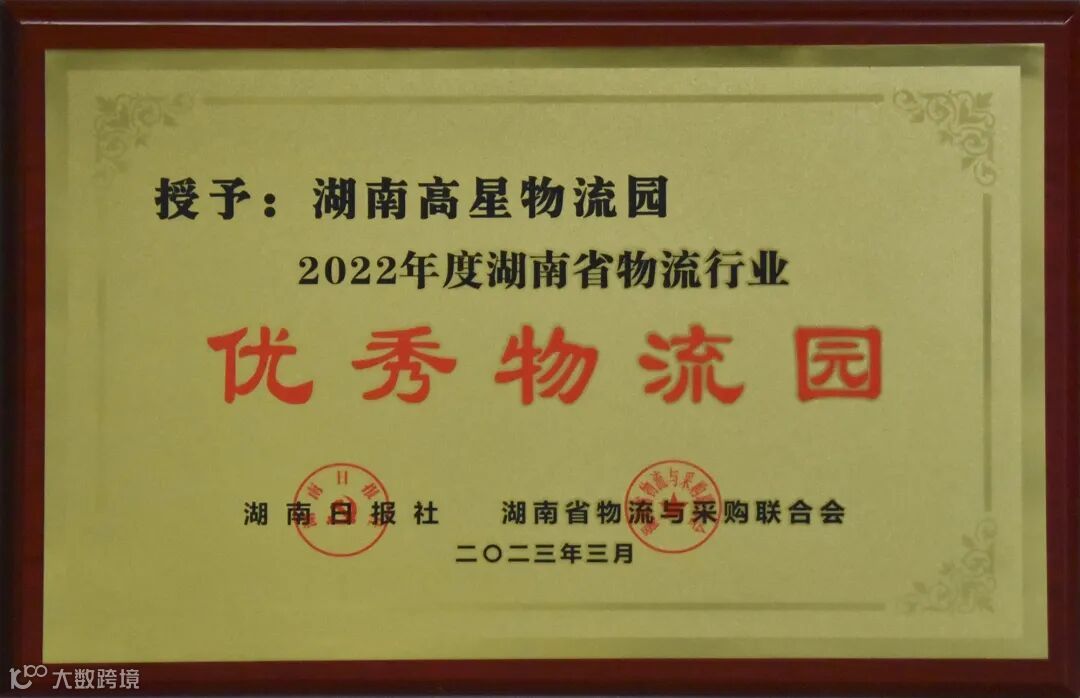 授予：湖南高星物流园
2022年度湖南省物流行业
优秀物流园
湖南日报社 湖南省物流与采购联合会
二〇二三年三月
大数跨境